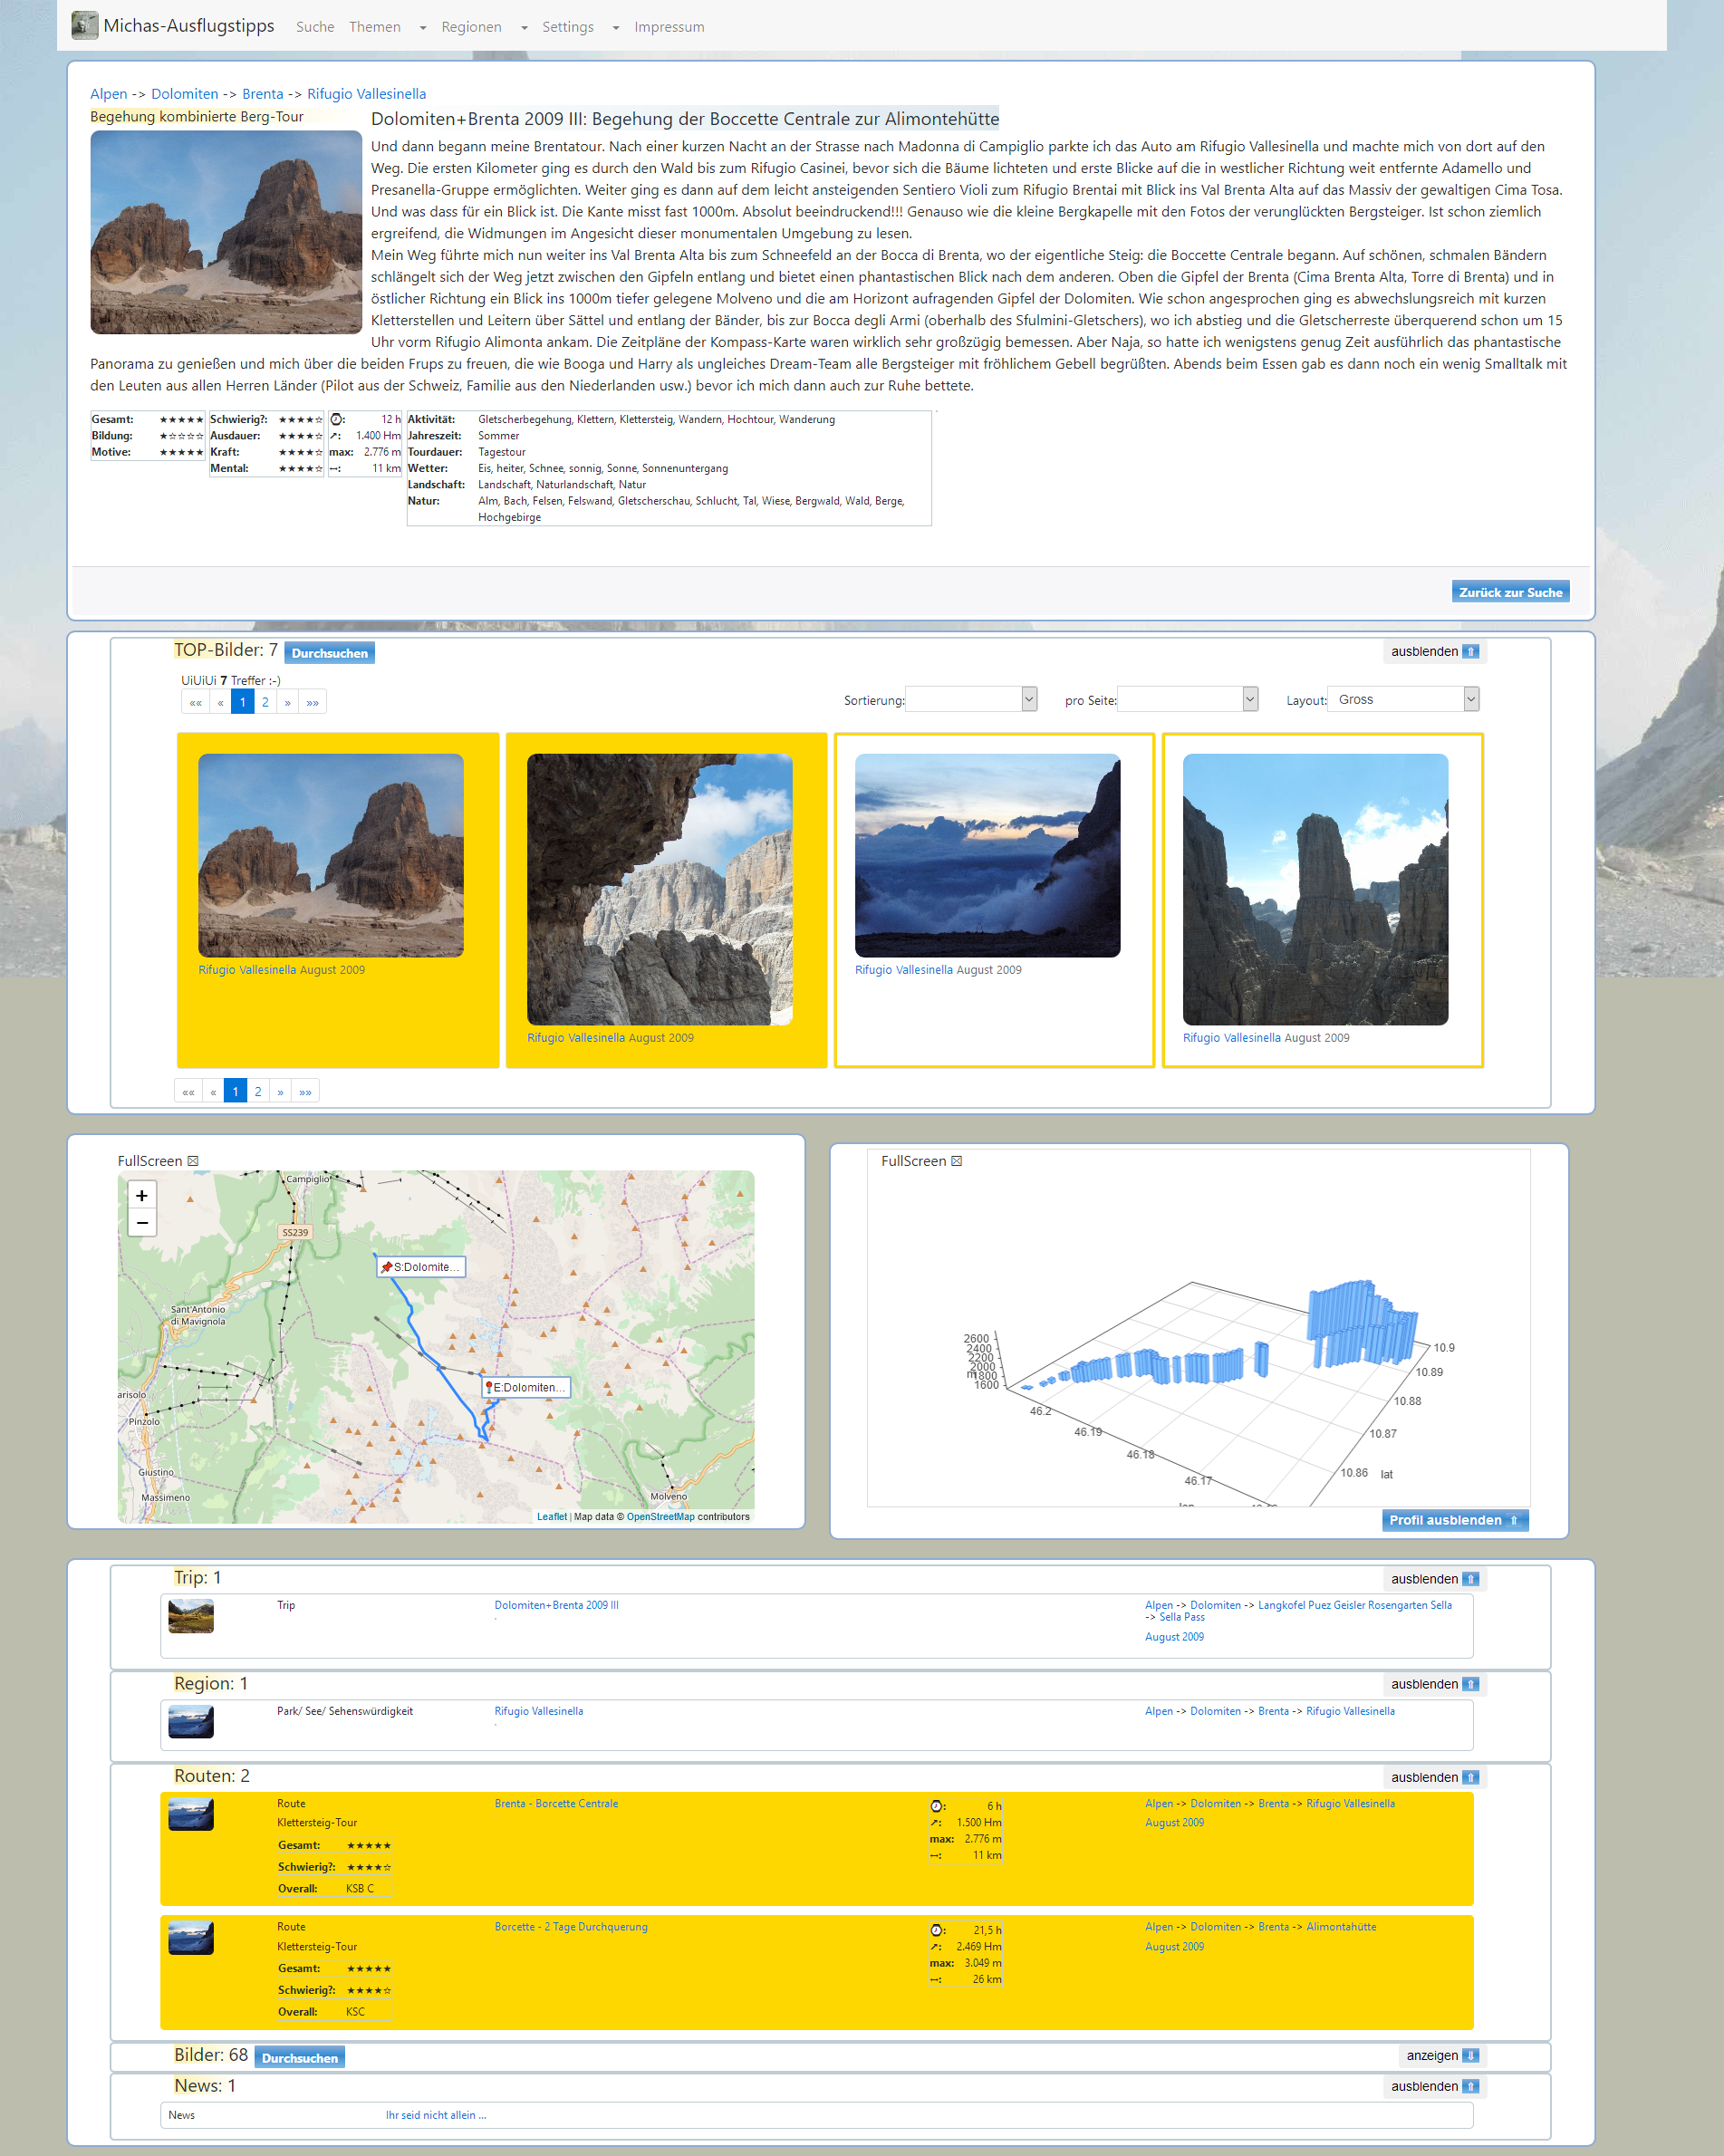 Michas-Ausflugstipps Suche Themen Regionen Settings Impressum
Alpen -> Dolomiten -> Brenta -> Rifugio Vallesinella
Begehung kombinierte Berg-Tour
Dolomiten+Brenta 2009 III: Begehung der Boccette Centrale zur Alimontehütte
Und dann begann meine Brentatour. Nach einer kurzen Nacht an der Strasse nach Madonna di Campiglio parkte ich das Auto am Rifugio Vallesinella und machte mich von dort auf den
Weg. Die ersten Kilometer ging es durch den Wald bis zum Rifugio Casinei, bevor sich die Bäume lichteten und erste Blicke auf die in westlicher Richtung weit entfernte Adamello und
Presanella-Gruppe ermöglichten. Weiter ging es dann auf dem leicht ansteigenden Sentiero Violi zum Rifugio Brentai mit Blick ins Val Brenta Alta auf das Massiv der gewaltigen Cima Tosa.
Und was dass für ein Blick ist. Die Kante misst fast 1000m. Absolut beeindruckend!!! Genauso wie die kleine Bergkapelle mit den Fotos der verunglückten Bergsteiger. Ist schon ziemlich
ergreifend, die Widmungen im Angesicht dieser monumentalen Umgebung zu lesen.
Mein Weg führte mich nun weiter ins Val Brenta Alta bis zum Schneefeld an der Bocca di Brenta, wo der eigentliche Steig: die Boccette Centrale begann. Auf schönen, schmalen Bändern
schlängelt sich der Weg jetzt zwischen den Gipfeln entlang und bietet einen phantastischen Blick nach dem anderen. Oben die Gipfel der Brenta (Cima Brenta Alta, Torre di Brenta) und in
östlicher Richtung ein Blick ins 1000m tiefer gelegene Molveno und die am Horizont aufragenden Gipfel der Dolomiten. Wie schon angesprochen ging es abwechslungsreich mit kurzen
Kletterstellen und Leitern über Sättel und entlang der Bänder, bis zur Bocca degli Armi (oberhalb des Sfulmini-Gletschers), wo ich abstieg und die Gletscherreste überquerend schon um 15
Uhr vorm Rifugio Alimonta ankam. Die Zeitpläne der Kompass-Karte waren wirklich sehr großzügig bemessen. Aber Naja, so hatte ich wenigstens genug Zeit ausführlich das phantastische
Panorama zu genießen und mich über die beiden Frups zu freuen, die wie Booga und Harry als ungleiches Dream-Team alle Bergsteiger mit fröhlichem Gebell begrüßten. Abends beim Essen gab es dann noch ein wenig Smalltalk mit
den Leuten aus allen Herren Länder (Pilot aus der Schweiz, Familie aus den Niederlanden usw.) bevor ich mich dann auch zur Ruhe bettete.
Gesamt: ★★★★★
Bildung: ★☆☆☆☆
Motive: ★★★★★
Schwierig?: ★★★★☆
Ausdauer: ★★★★☆
Kraft: ★★★★☆
Mental: ★★★★☆
⌚: 12 h
↗: 1.400 Hm
max: 2.776 m
↔: 11 km
Aktivität: Gletscherbegehung, Klettern, Klettersteig, Wandern, Hochtour, Wanderung
Jahreszeit: Sommer
Tourdauer: Tagestour
Wetter: Eis, heiter, Schnee, sonnig, Sonne, Sonnenuntergang
Landschaft: Landschaft, Naturlandschaft, Natur
Natur: Alm, Bach, Felsen, Felswand, Gletscherschau, Schlucht, Tal, Wiese, Bergwald, Wald, Berge,
Hochgebirge
Zurück zur Suche
TOP-Bilder: 7 Durchsuchen ausblenden ⇑
UiUiUi 7 Treffer :-)
«« « 1 2 » »» Sortierung: pro Seite: Layout: Gross
Rifugio Vallesinella August 2009
Rifugio Vallesinella August 2009
Rifugio Vallesinella August 2009
Rifugio Vallesinella August 2009
«« « 1 2 » »»
FullScreen ☒
+
−
Campiglio
SS239
S:Dolomite...
Sant'Antonio
di Mavignola
E:Dolomiten...
arisolo
Pinzolo
Giustino
Massimeno
Molveno
Leaflet | Map data © OpenStreetMap contributors
FullScreen ☒
2600
2400
2200
2000
m
1800
1600
46.2
46.19
46.18
46.17
10.9
10.89
10.88
10.87
10.86
lat
Profil ausblenden ⇑
Trip: 1 ausblenden ⇑
Trip Dolomiten+Brenta 2009 III Alpen -> Dolomiten -> Langkofel Puez Geisler Rosengarten Sella
-> Sella Pass
August 2009
Region: 1 ausblenden ⇑
Park/ See/ Sehenswürdigkeit Rifugio Vallesinella Alpen -> Dolomiten -> Brenta -> Rifugio Vallesinella
Routen: 2 ausblenden ⇑
Route Brenta - Borcette Centrale ⌚: 6 h Alpen -> Dolomiten -> Brenta -> Rifugio Vallesinella
Klettersteig-Tour ↗: 1.500 Hm August 2009
max: 2.776 m
Gesamt: ★★★★★ ↔: 11 km
Schwierig?: ★★★★☆
Overall: KSB C
Route Borcette - 2 Tage Durchquerung ⌚: 21,5 h Alpen -> Dolomiten -> Brenta -> Alimontahütte
Klettersteig-Tour ↗: 2.469 Hm August 2009
max: 3.049 m
Gesamt: ★★★★★ ↔: 26 km
Schwierig?: ★★★★☆
Overall: KSC
Bilder: 68 Durchsuchen anzeigen ⇓
News: 1 ausblenden ⇑
News Ihr seid nicht allein ...